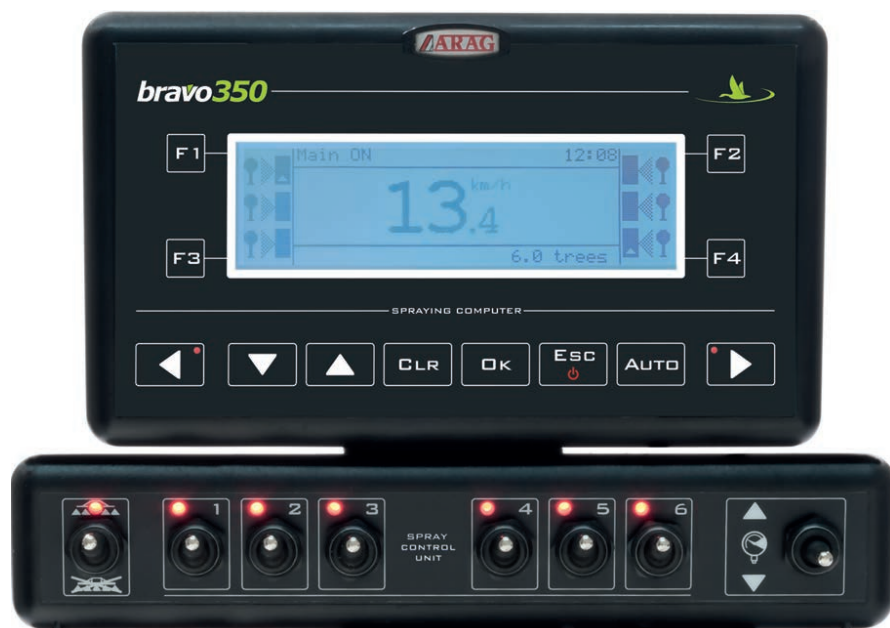 ARAG
bravo350
F1
Main ON 12:08
F2
km/h
13.4
F3
6.0 trees
F4
SPRAYING COMPUTER
CLR OK ESC AUTO
1 2 3 SPRAY CONTROL UNIT 4 5 6